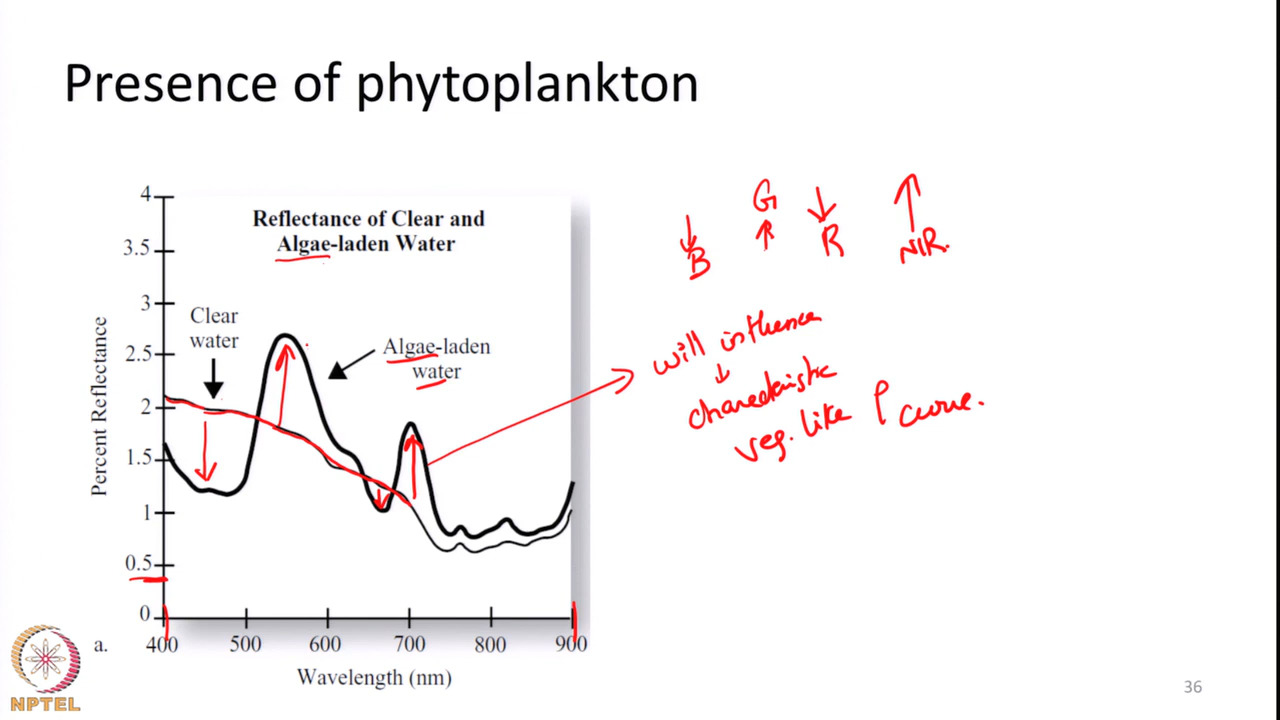 Presence of phytoplankton
Reflectance of Clear and
Algae-laden Water
4
3.5
3
2.5
2
1.5
1
0.5
0
Percent Reflectance
Clear
water
Algae-laden
water
400 500 600 700 800 900
a.
Wavelength (nm)
B G R NIR.
will influence
characteristic
veg. like ρ curve.
NPTEL
36